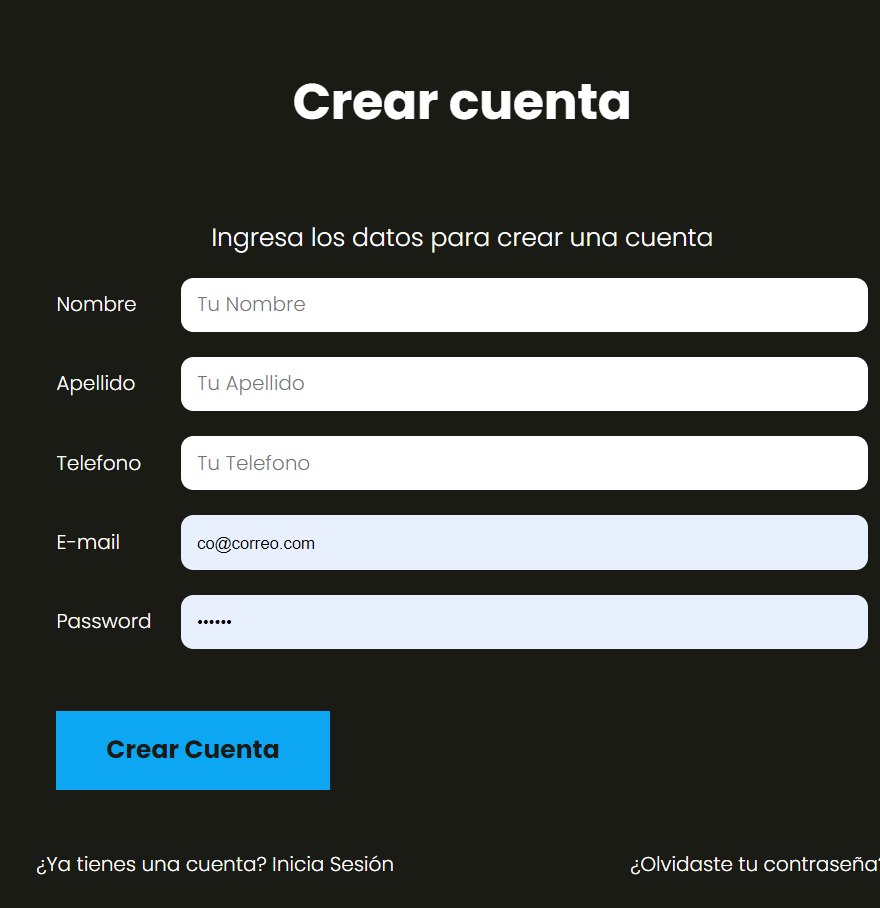 Crear cuenta
Ingresa los datos para crear una cuenta
Nombre Tu Nombre
Apellido Tu Apellido
Telefono Tu Telefono
E-mail co@correo.com
Password ••••••
Crear Cuenta
¿Ya tienes una cuenta? Inicia Sesión ¿Olvidaste tu contraseña?